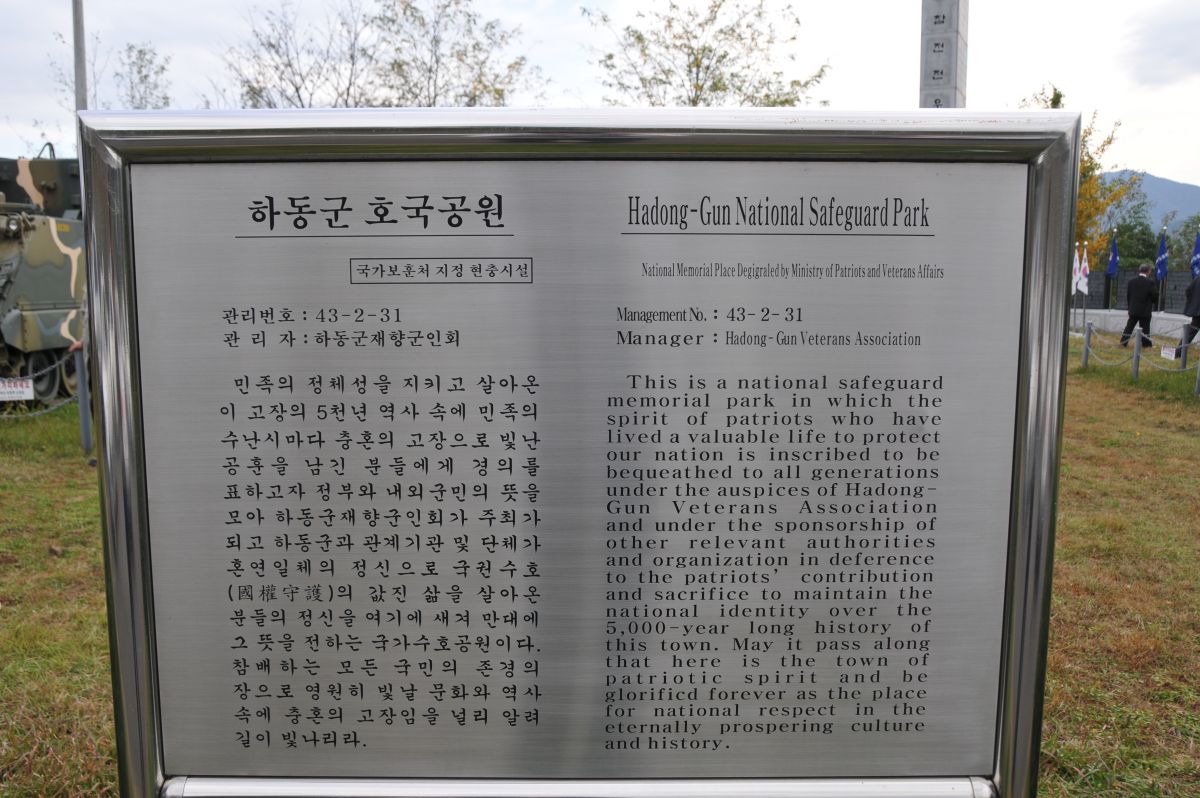 참전전
하동군 호국공원
국가보훈처 지정 현충시설
관리번호 : 43-2-31
관 리 자 : 하동군재향군인회
민족의 정체성을 지키고 살아온
이 고장의 5천년 역사 속에 민족의
수난시마다 충혼의 고장으로 빛난
공훈을 남긴 분들에게 경의를
표하고자 정부와 내외군민의 뜻을
모아 하동군재향군인회가 주최가
되고 하동군과 관계기관 및 단체가
혼연일체의 정신으로 국권수호
(國權守護)의 값진 삶을 살아온
분들의 정신을 여기에 새겨 만대에
그 뜻을 전하는 국가수호공원이다.
참배하는 모든 국민의 존경의
장으로 영원히 빛날 문화와 역사
속에 충혼의 고장임을 널리 알려
길이 빛나리라.
Hadong-Gun National Safeguard Park
National Memorial Place Degigraled by Ministry of Patriots and Veterans Affairs
Management No. : 43-2-31
Manager : Hadong-Gun Veterans Association
This is a national safeguard
memorial park in which the
spirit of patriots who have
lived a valuable life to protect
our nation is inscribed to be
bequeathed to all generations
under the auspices of Hadong-
Gun Veterans Association
and under the sponsorship of
other relevant authorities
and organization in deference
to the patriots' contribution
and sacrifice to maintain the
national identity over the
5,000-year long history of
this town. May it pass along
that here is the town of
patriotic spirit and be
glorificd forever as the place
for national respect in the
eternally prospering culture
and history.